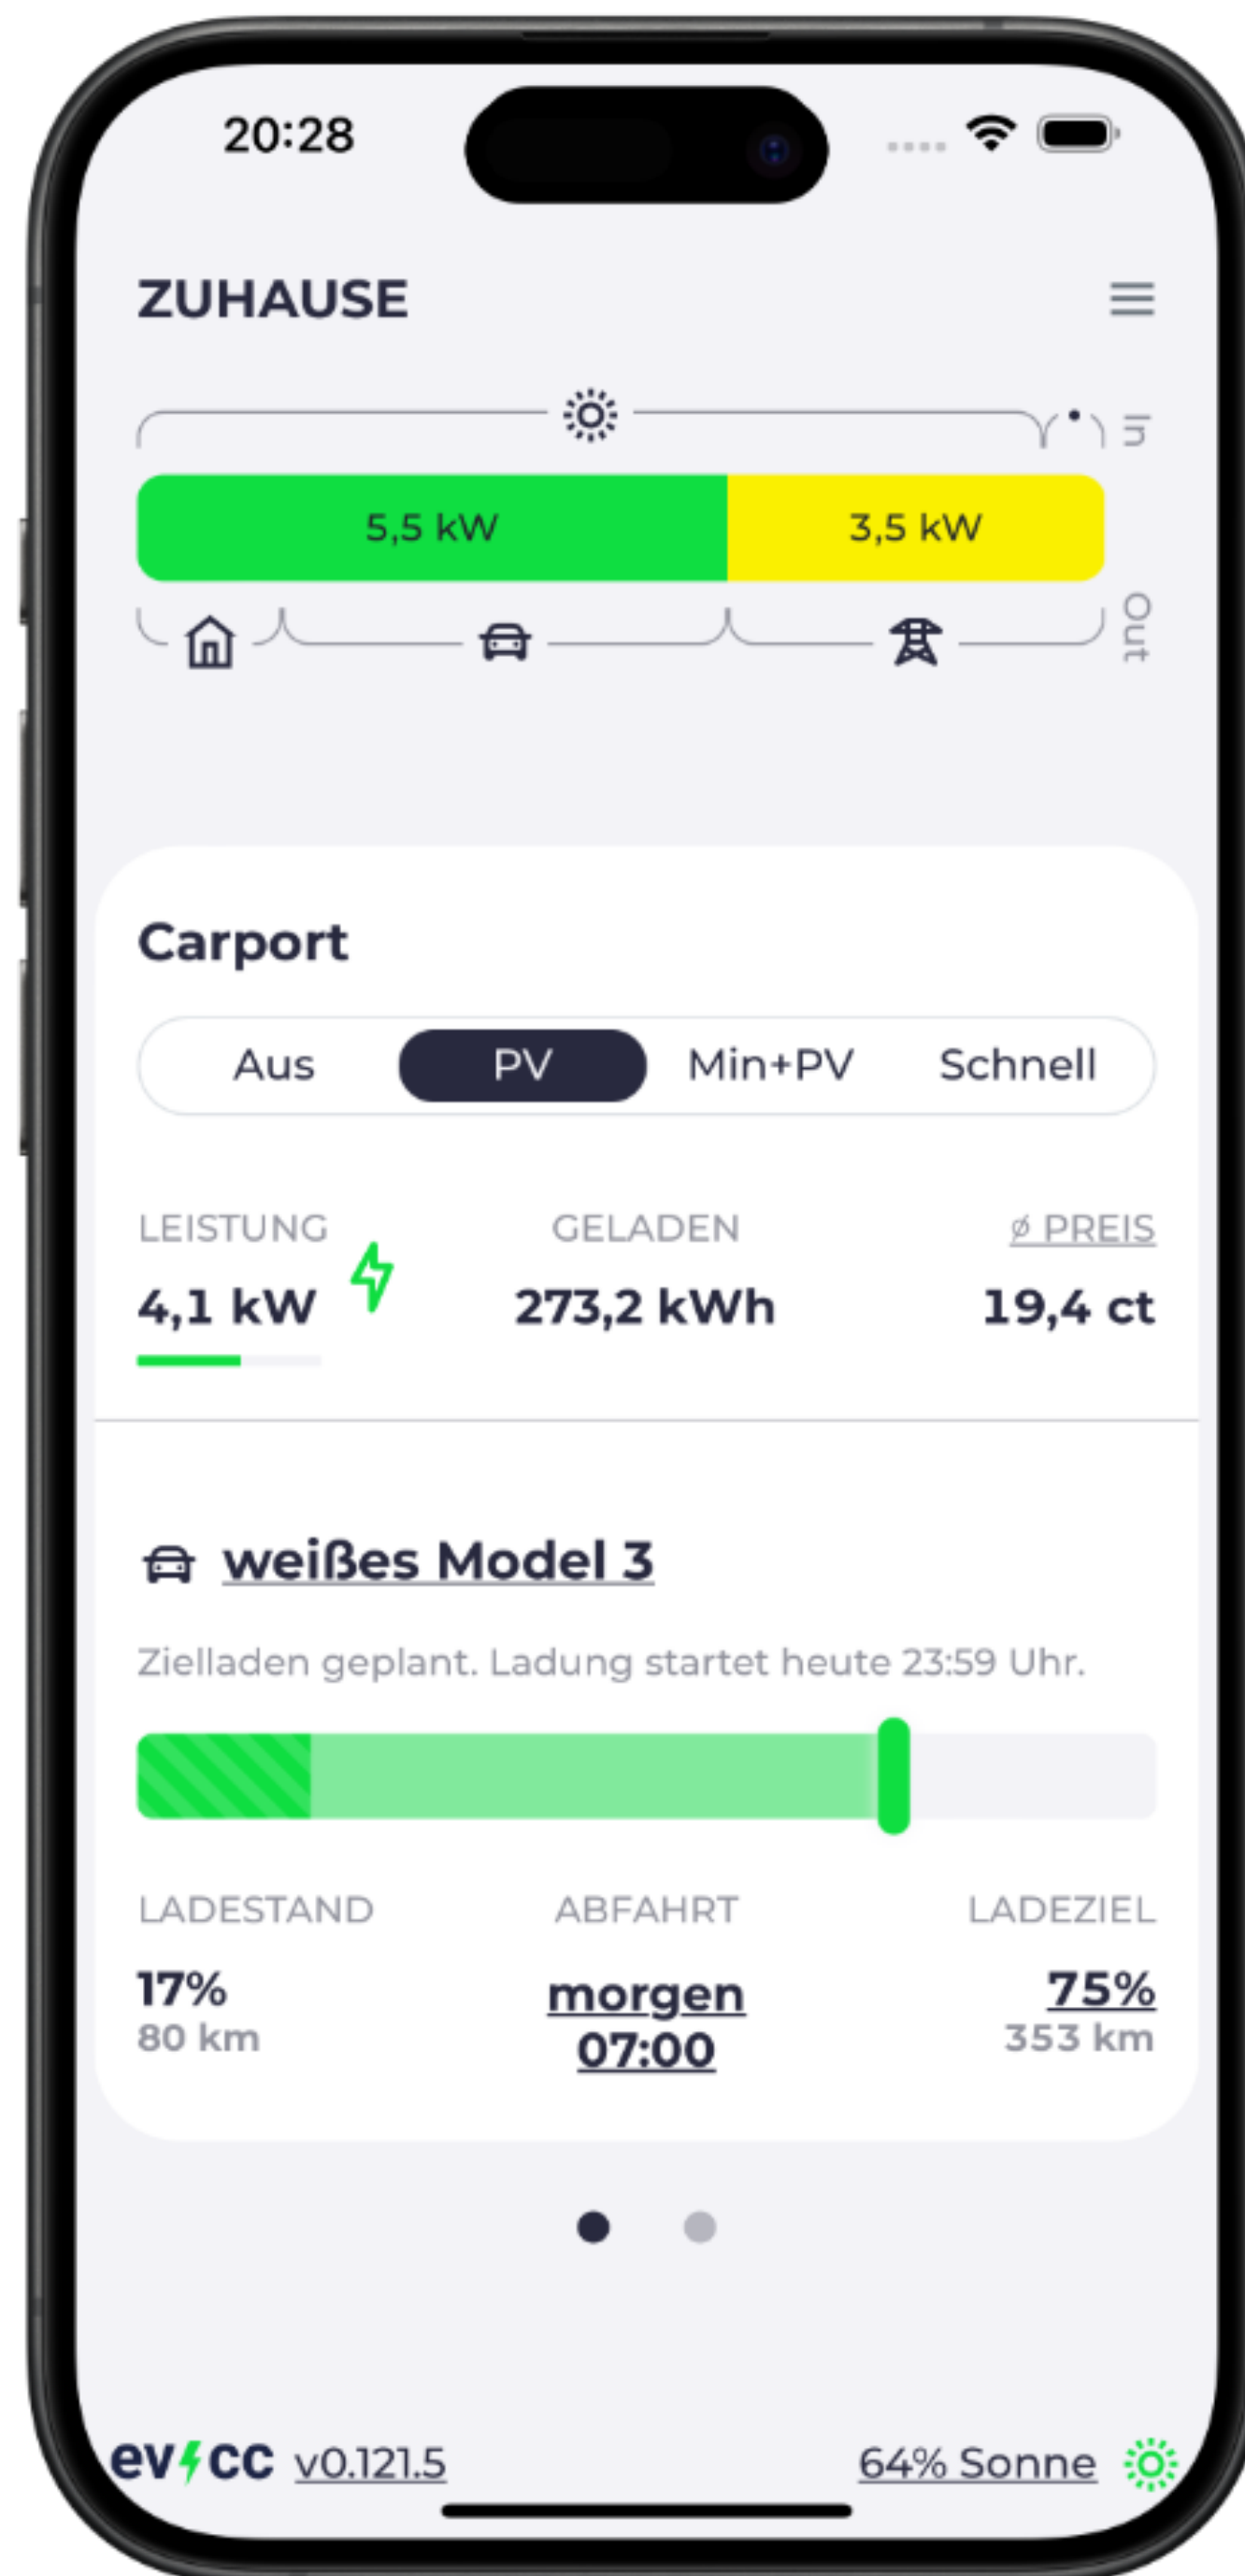 20:28
ZUHAUSE
In
5,5 kW 3,5 kW
Out
Carport
Aus PV Min+PV Schnell
LEISTUNG GELADEN ø PREIS
4,1 kW 273,2 kWh 19,4 ct
weißes Model 3
Zielladen geplant. Ladung startet heute 23:59 Uhr.
LADESTAND ABFAHRT LADEZIEL
17% morgen 75%
80 km 07:00 353 km
evcc v0.121.5 64% Sonne